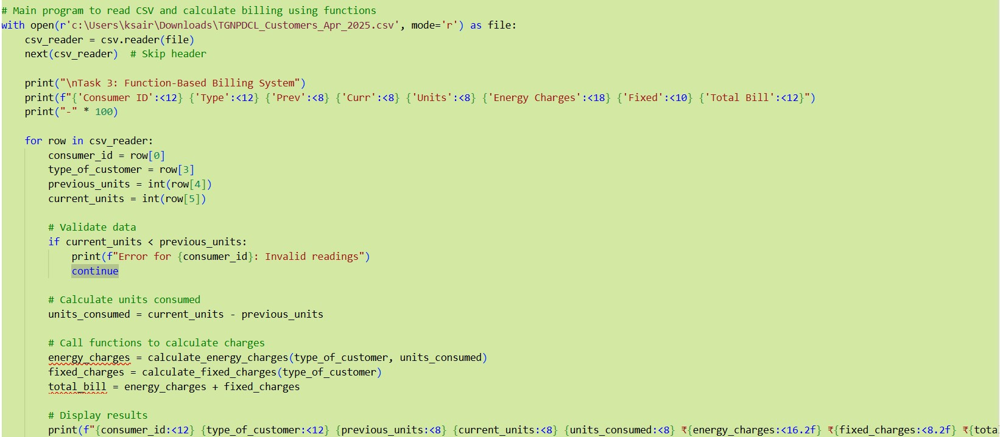 # Main program to read CSV and calculate billing using functions
with open(r'c:\Users\ksair\Downloads\TGNPDCL_Customers_Apr_2025.csv', mode='r') as file:
    csv_reader = csv.reader(file)
    next(csv_reader)  # Skip header

    print("\nTask 3: Function-Based Billing System")
    print(f"{'Consumer ID':<12} {'Type':<12} {'Prev':<8} {'Curr':<8} {'Units':<8} {'Energy Charges':<18} {'Fixed':<10} {'Total Bill':<12}")
    print("-" * 100)

    for row in csv_reader:
        consumer_id = row[0]
        type_of_customer = row[3]
        previous_units = int(row[4])
        current_units = int(row[5])

        # Validate data
        if current_units < previous_units:
            print(f"Error for {consumer_id}: Invalid readings")
            continue

        # Calculate units consumed
        units_consumed = current_units - previous_units

        # Call functions to calculate charges
        energy_charges = calculate_energy_charges(type_of_customer, units_consumed)
        fixed_charges = calculate_fixed_charges(type_of_customer)
        total_bill = energy_charges + fixed_charges

        # Display results
        print(f"{consumer_id:<12} {type_of_customer:<12} {previous_units:<8} {current_units:<8} {units_consumed:<8} ₹{energy_charges:<16.2f} ₹{fixed_charges:<8.2f} ₹{tota